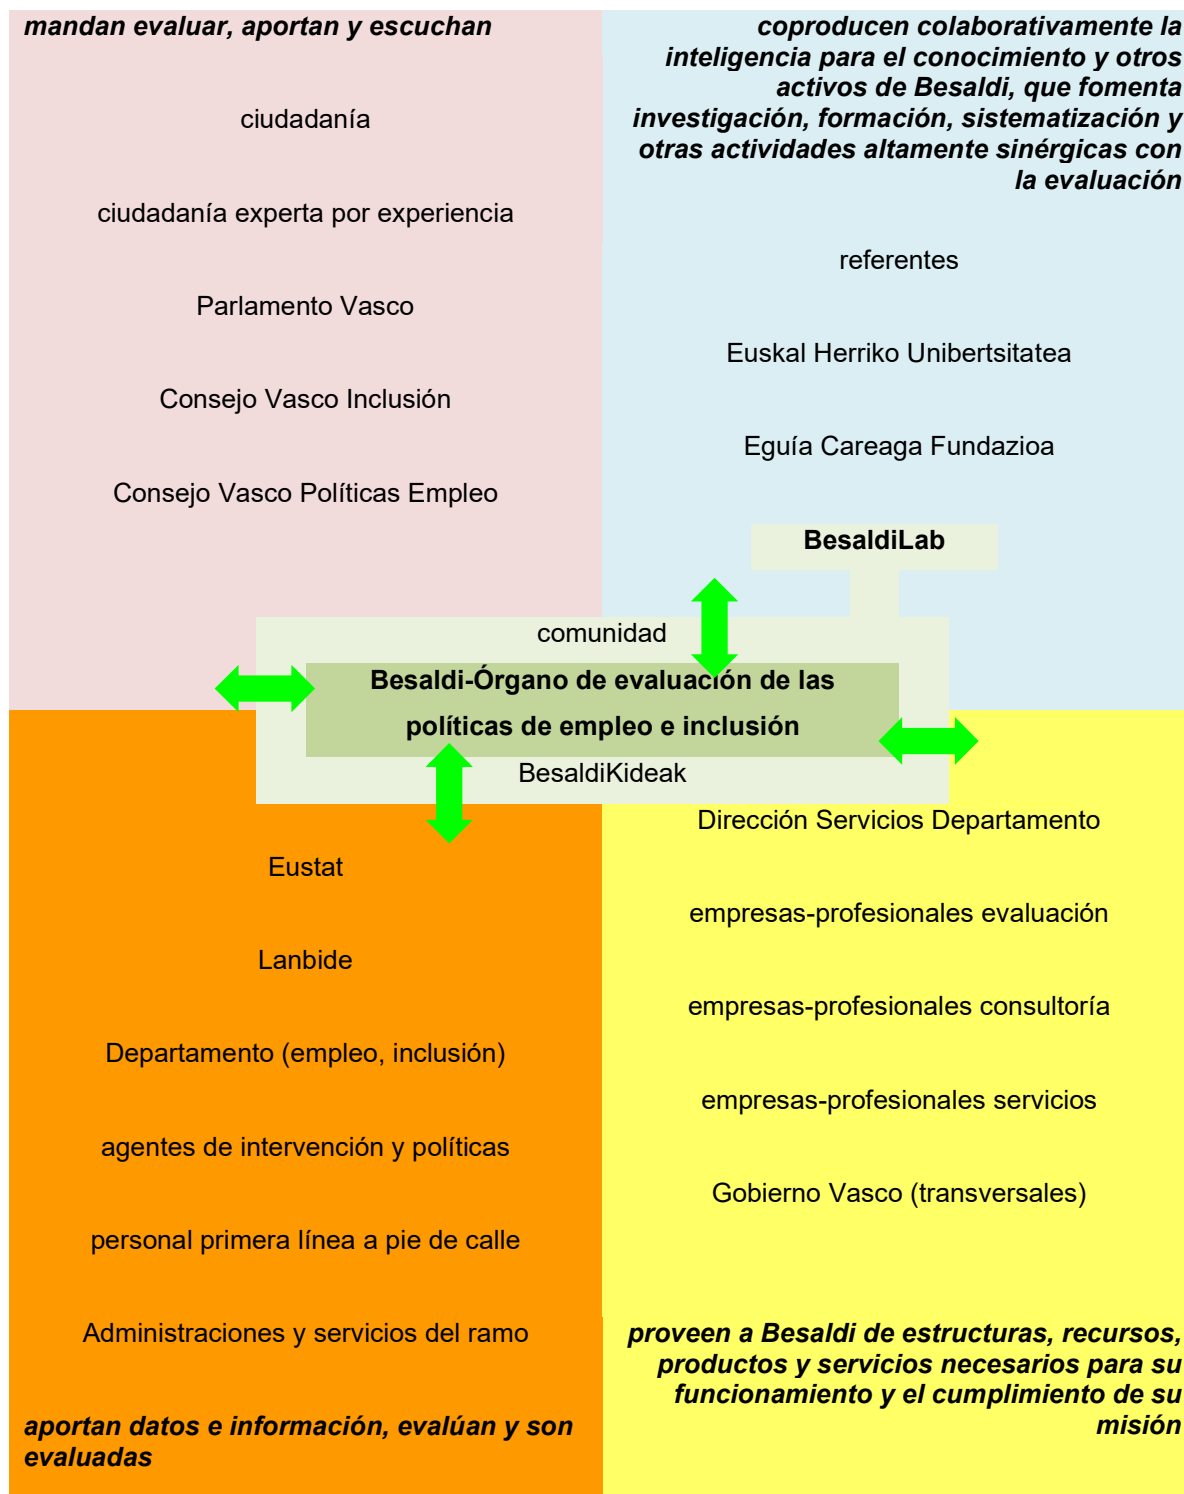 mandan evaluar, aportan y escuchan
ciudadanía
ciudadanía experta por experiencia
Parlamento Vasco
Consejo Vasco Inclusión
Consejo Vasco Políticas Empleo
coproducen colaborativamente la
inteligencia para el conocimiento y otros
activos de Besaldi, que fomenta
investigación, formación, sistematización y
otras actividades altamente sinérgicas con
la evaluación
referentes
Euskal Herriko Unibertsitatea
Eguía Careaga Fundazioa
BesaldiLab
comunidad
Besaldi-Órgano de evaluación de las
políticas de empleo e inclusión
BesaldiKideak
Eustat
Lanbide
Departamento (empleo, inclusión)
agentes de intervención y políticas
personal primera línea a pie de calle
Administraciones y servicios del ramo
aportan datos e información, evalúan y son
evaluadas
Dirección Servicios Departamento
empresas-profesionales evaluación
empresas-profesionales consultoría
empresas-profesionales servicios
Gobierno Vasco (transversales)
proveen a Besaldi de estructuras, recursos,
productos y servicios necesarios para su
funcionamiento y el cumplimiento de su
misión